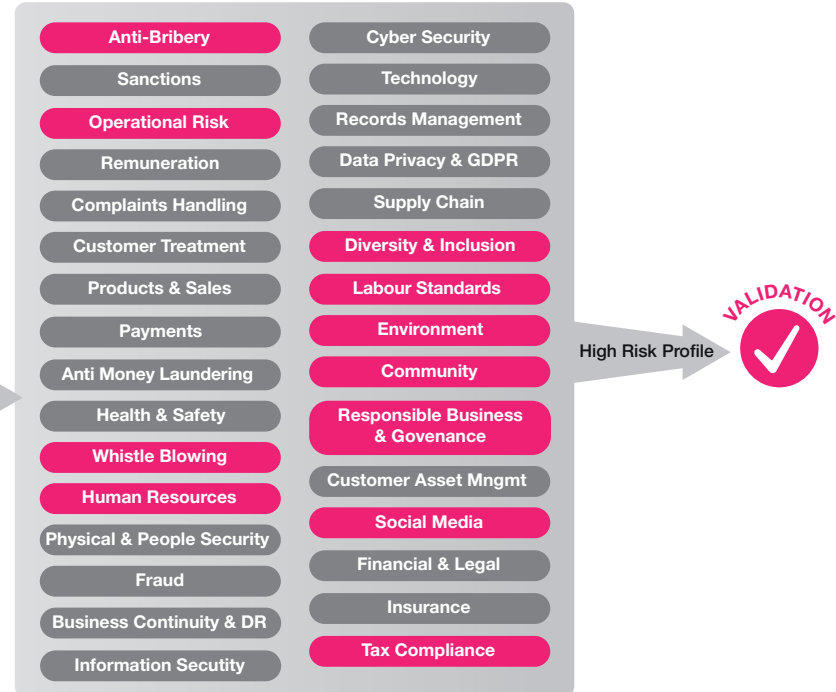 Anti-Bribery
Sanctions
Operational Risk
Remuneration
Complaints Handling
Customer Treatment
Products & Sales
Payments
Anti Money Laundering
Health & Safety
Whistle Blowing
Human Resources
Physical & People Security
Fraud
Business Continuity & DR
Information Secutity
Cyber Security
Technology
Records Management
Data Privacy & GDPR
Supply Chain
Diversity & Inclusion
Labour Standards
Environment
Community
Responsible Business
& Govenance
Customer Asset Mngmt
Social Media
Financial & Legal
Insurance
Tax Compliance
High Risk Profile
VALIDATION